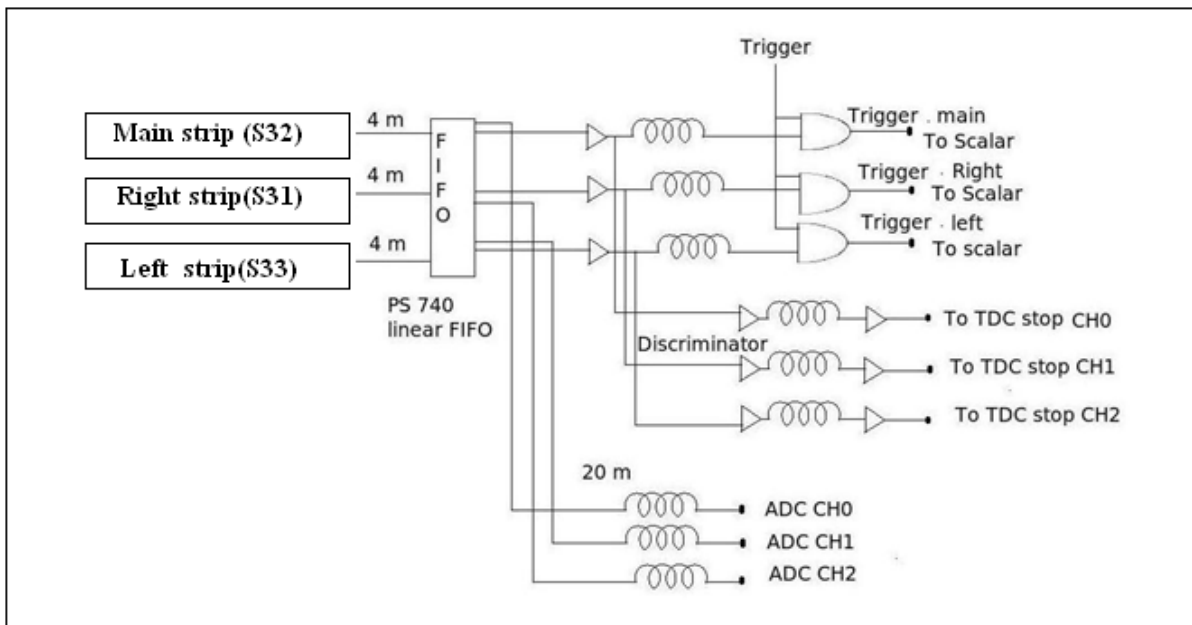 Trigger
Main strip (S32)
4 m
Right strip(S31)
4 m
Left strip(S33)
4 m
F
I
F
O
PS 740
linear FIFO
Trigger . main
To Scalar
Trigger . Right
To Scalar
Trigger . left
To scalar
Discriminator
To TDC stop CH0
To TDC stop CH1
To TDC stop CH2
20 m
ADC CH0
ADC CH1
ADC CH2